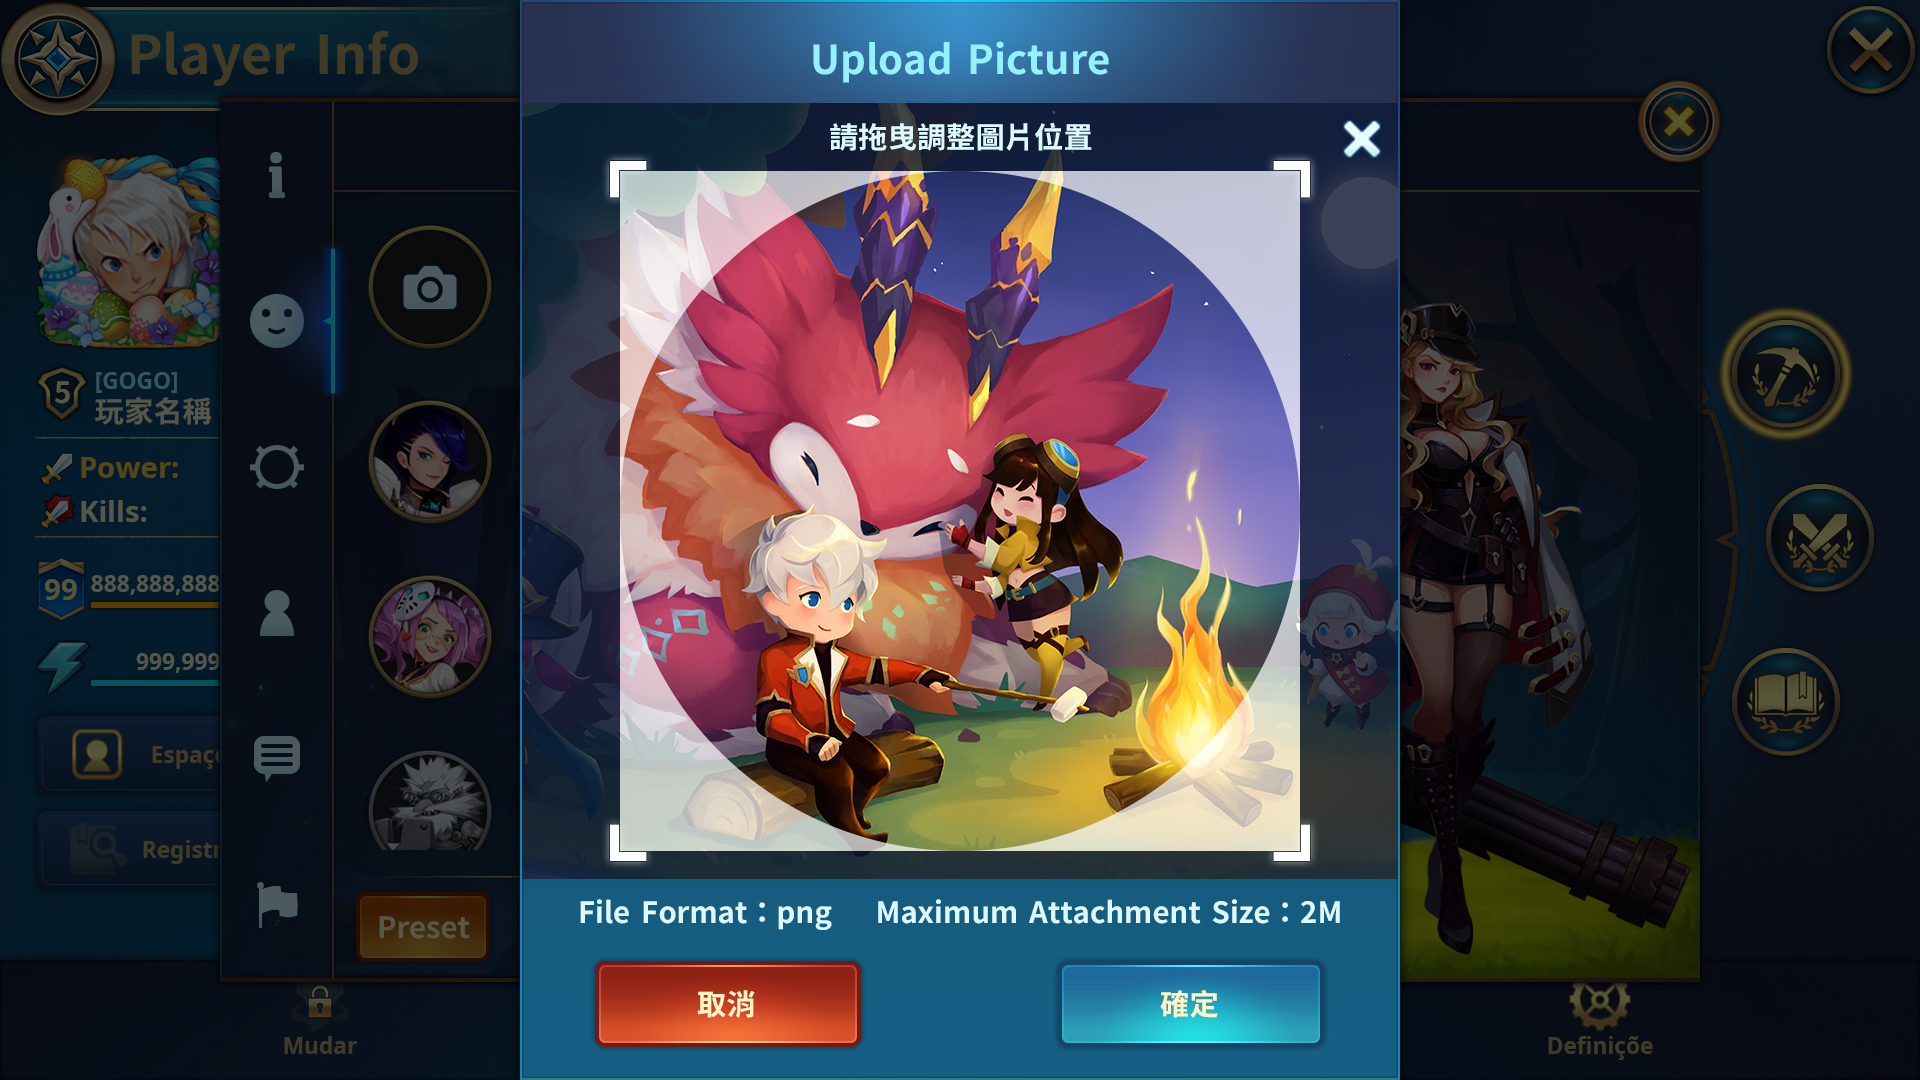 Player Info
Upload Picture
請拖曳調整圖片位置
5
[GOGO]
玩家名稱
Power:
Kills:
99
888,888,888
999,999
Espaç
Registr
Preset
File Format：png
Maximum Attachment Size：2M
取消
確定
Mudar
Definiçõe